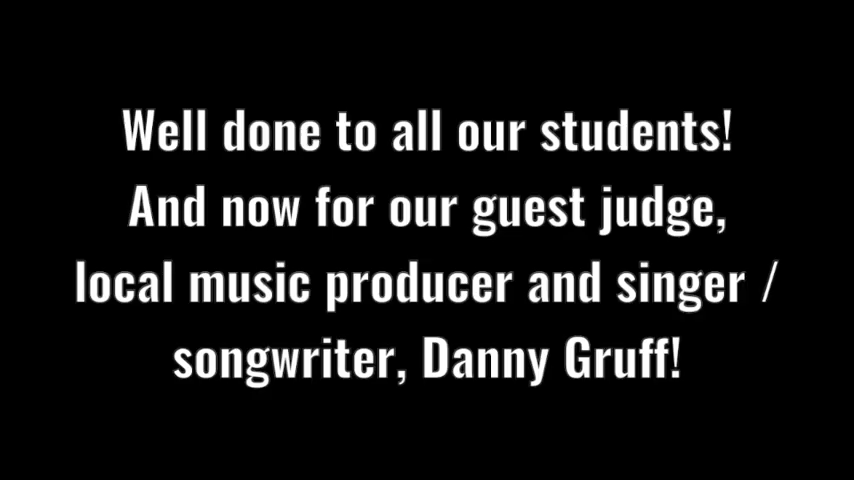 Well done to all our students!
And now for our guest judge,
local music producer and singer /
songwriter, Danny Gruff!